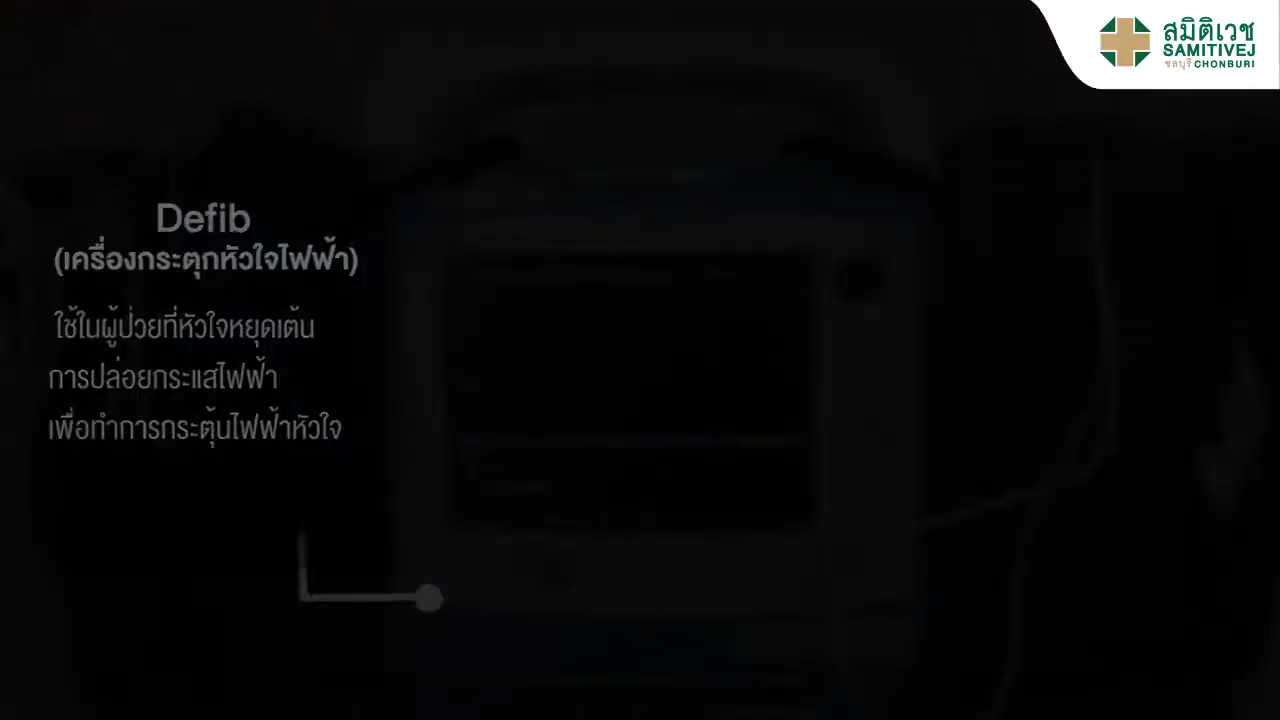 สมิติเวช
SAMITIVEJ
ชลบุรี CHONBURI
Defib
(เครื่องกระตุกหัวใจไฟฟ้า)
ใช้ในผู้ป่วยที่หัวใจหยุดเต้น
การปล่อยกระแสไฟฟ้า
เพื่อทำการกระตุ้นไฟฟ้าหัวใจ